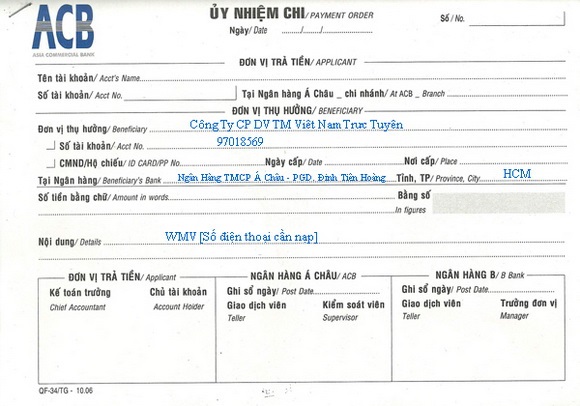 ACB
ASIA COMMERCIAL BANK
ỦY NHIỆM CHI/PAYMENT ORDER
Ngày/ Date ......./......./.......
Số / No.
ĐƠN VỊ TRẢ TIỀN/ APPLICANT
Tên tài khoản/ Acct's Name
Số tài khoản/ Acct No. Tại Ngân hàng Á Châu _ chi nhánh/ At ACB _ Branch
ĐƠN VỊ THỤ HƯỞNG/ BENEFICIARY
Đơn vị thụ hưởng/ Beneficiary Công Ty CP DV TM Việt Nam Trực Tuyến
Số tài khoản/ Acct No. 97018569
CMND/Hộ chiếu/ ID CARD/PP No. Ngày cấp/ Date Nơi cấp/ Place
Tại Ngân hàng/ Beneficiary's Bank Ngân Hàng TMCP Á Châu - PGD. Đinh Tiên Hoàng Tỉnh, TP/ Province, City HCM
Số tiền bằng chữ/ Amount in words Bằng số
In figures
Nội dung/ Details WMV [Số điện thoại cần nạp]
ĐƠN VỊ TRẢ TIỀN/ Applicant
Kế toán trưởng Chủ tài khoản
Chief Accountant Account Holder
NGÂN HÀNG Á CHÂU/ ACB
Ghi sổ ngày/ Post Date
Giao dịch viên Kiểm soát viên
Teller Supervisor
NGÂN HÀNG B/ B Bank
Ghi sổ ngày/ Post Date
Giao dịch viên Trưởng đơn vị
Teller Manager
QF-34/TG - 10.06